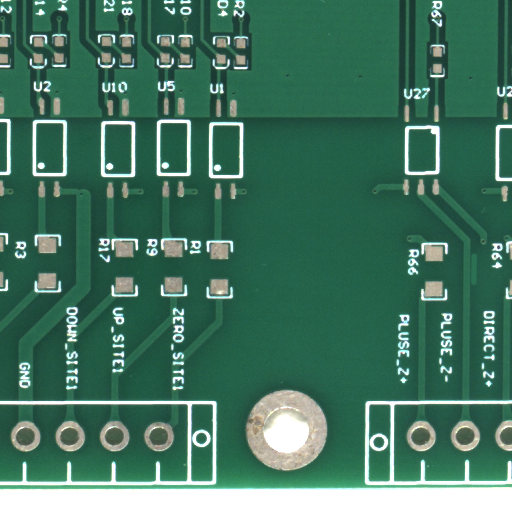 R67
U2
U10
U5
U1
U27
R3
R17
R9
R1
R66
R64
GND
DOWN_SITE1
UP_SITE1
ZERO_SITE1
PLUSE_Z+
PLUSE_Z-
DIRECT_Z+